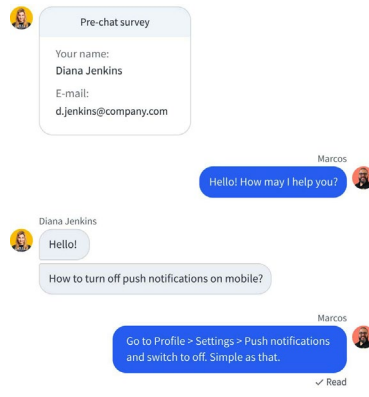 Pre-chat survey
Your name:
Diana Jenkins
E-mail:
d.jenkins@company.com
Marcos
Hello! How may I help you?
Diana Jenkins
Hello!
How to turn off push notifications on mobile?
Marcos
Go to Profile > Settings > Push notifications
and switch to off. Simple as that.
✓ Read